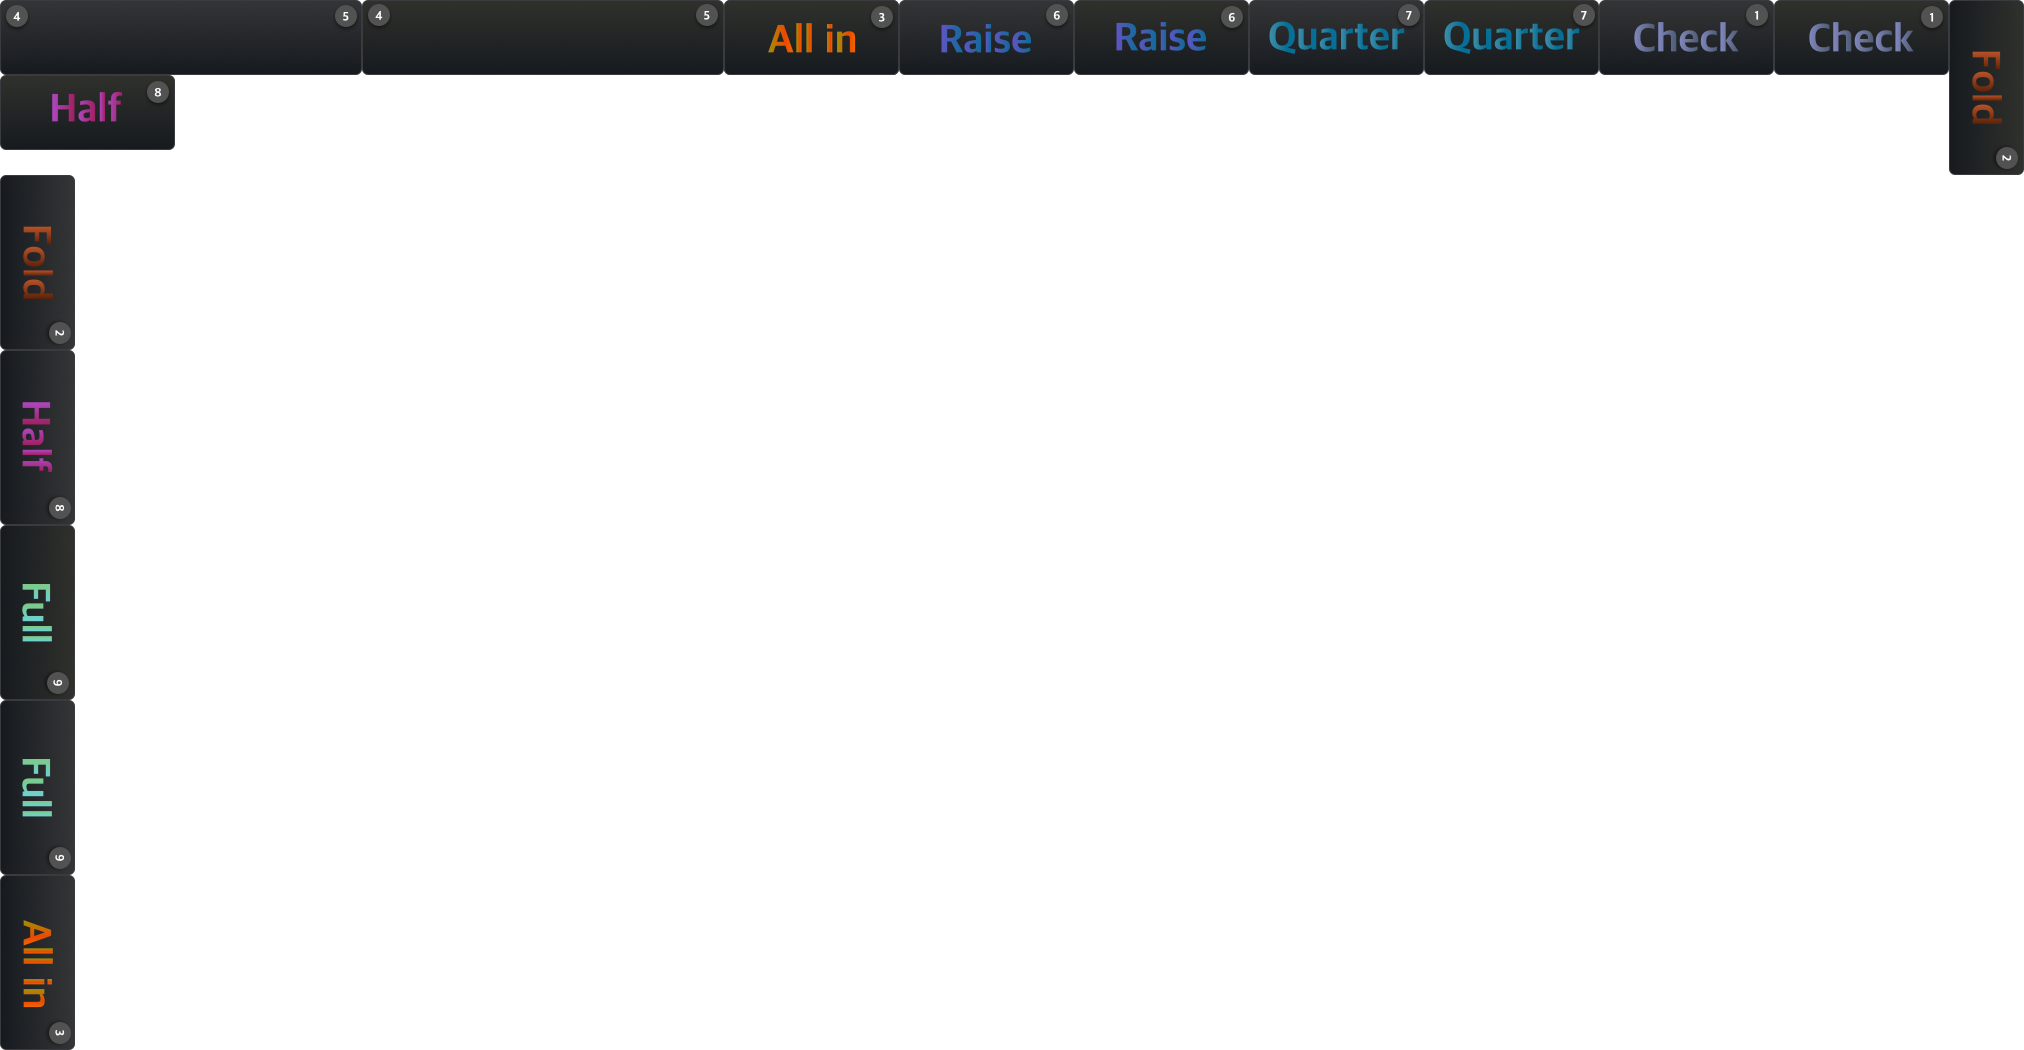 4 5
4 5
All in 3
Raise 6
Raise 6
Quarter 7
Quarter 7
Check 1
Check 1
Fold 2
Half 8
Fold 2
Half 8
Full 9
Full 9
All in 3